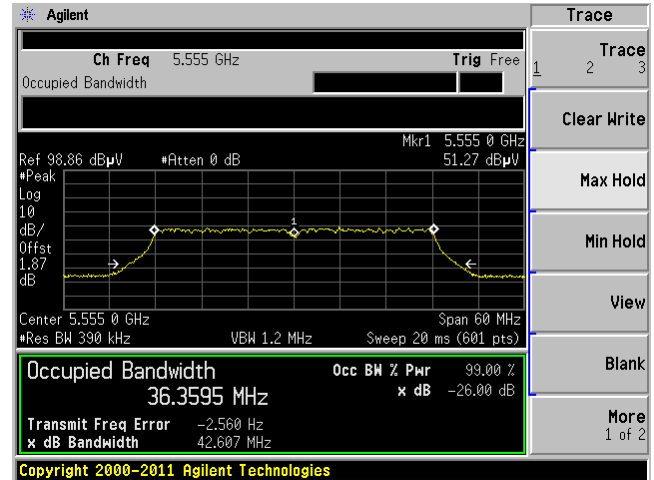 Agilent
Trace
Ch Freq 5.555 GHz Trig Free
Occupied Bandwidth
Trace
1 2 3
Clear Write
Max Hold
Min Hold
View
Blank
More
1 of 2
Mkr1 5.555 0 GHz
Ref 98.86 dBµV #Atten 0 dB 51.27 dBµV
#Peak
Log
10
dB/
Offst
1.87
dB
1
Center 5.555 0 GHz Span 60 MHz
#Res BW 390 kHz VBW 1.2 MHz Sweep 20 ms (601 pts)
Occupied Bandwidth
36.3595 MHz
Occ BW % Pwr 99.00 %
x dB -26.00 dB
Transmit Freq Error -2.560 Hz
x dB Bandwidth 42.607 MHz
Copyright 2000-2011 Agilent Technologies